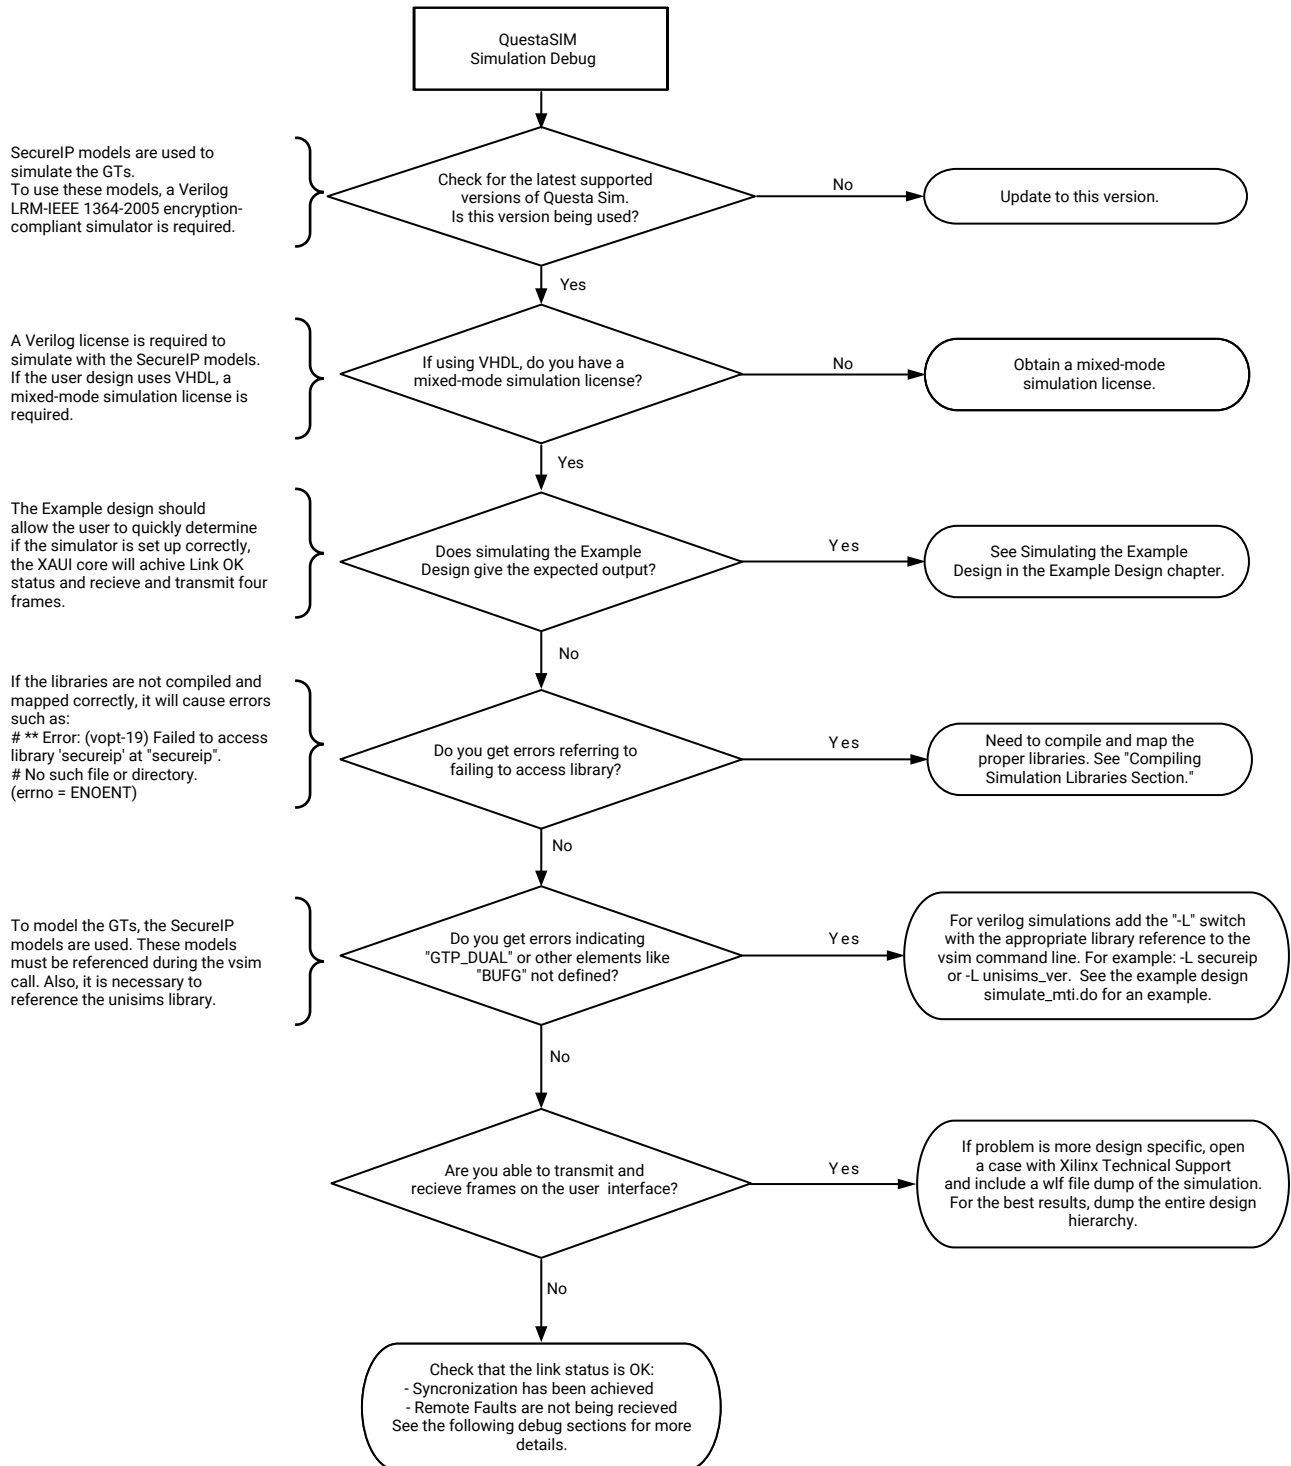 QuestaSIM
Simulation Debug
SecureIP models are used to
simulate the GTs.
To use these models, a Verilog
LRM-IEEE 1364-2005 encryption-
compliant simulator is required.
Check for the latest supported
versions of Questa Sim.
Is this version being used?
No
Update to this version.
Yes
A Verilog license is required to
simulate with the SecureIP models.
If the user design uses VHDL, a
mixed-mode simulation license is
required.
If using VHDL, do you have a
mixed-mode simulation license?
No
Obtain a mixed-mode
simulation license.
Yes
The Example design should
allow the user to quickly determine
if the simulator is set up correctly,
the XAUI core will achive Link OK
status and recieve and transmit four
frames.
Does simulating the Example
Design give the expected output?
Yes
See Simulating the Example
Design in the Example Design chapter.
No
If the libraries are not compiled and
mapped correctly, it will cause errors
such as:
# ** Error: (vopt-19) Failed to access
library 'secureip' at "secureip".
# No such file or directory.
(errno = ENOENT)
Do you get errors referring to
failing to access library?
Yes
Need to compile and map the
proper libraries. See "Compiling
Simulation Libraries Section."
No
To model the GTs, the SecureIP
models are used. These models
must be referenced during the vsim
call. Also, it is necessary to
reference the unisims library.
Do you get errors indicating
"GTP_DUAL" or other elements like
"BUFG" not defined?
Yes
For verilog simulations add the "-L" switch
with the appropriate library reference to the
vsim command line. For example: -L secureip
or -L unisims_ver. See the example design
simulate_mti.do for an example.
No
Are you able to transmit and
recieve frames on the user interface?
Yes
If problem is more design specific, open
a case with Xilinx Technical Support
and include a wlf file dump of the simulation.
For the best results, dump the entire design
hierarchy.
No
Check that the link status is OK:
- Syncronization has been achieved
- Remote Faults are not being recieved
See the following debug sections for more
details.